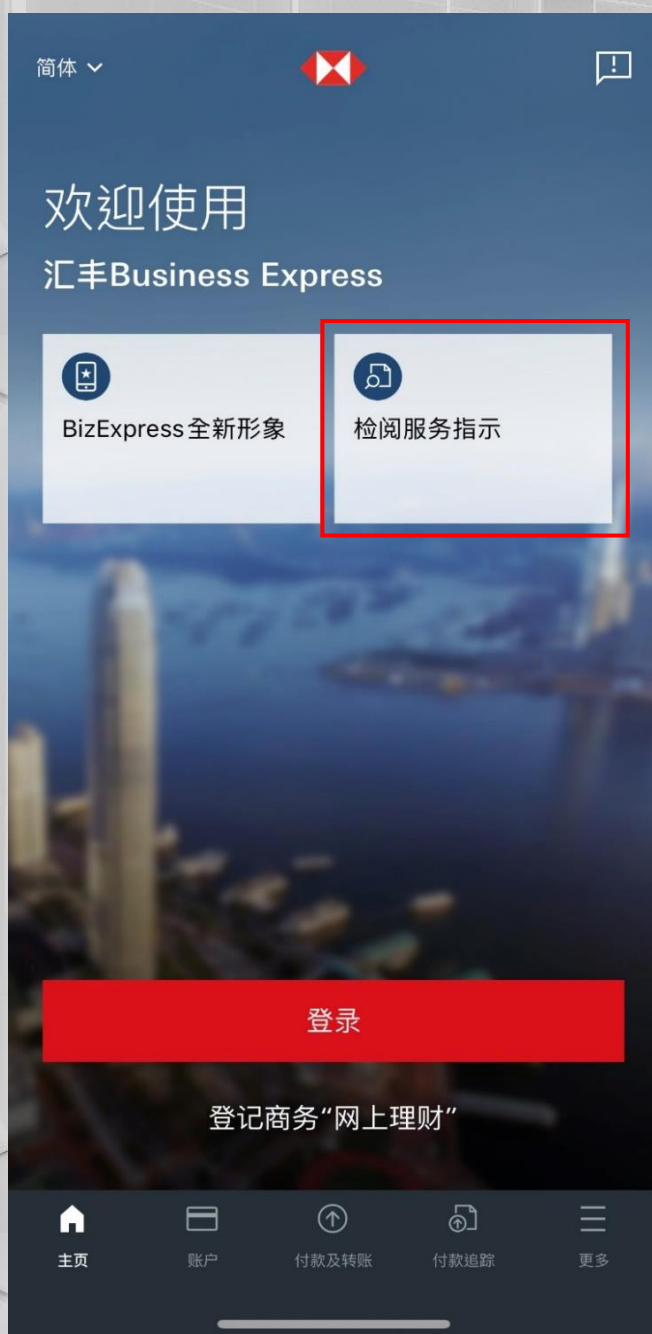 简体
欢迎使用
汇丰Business Express
BizExpress全新形象
检阅服务指示
登录
登记商务“网上理财”
主页
账户
付款及转账
付款追踪
更多